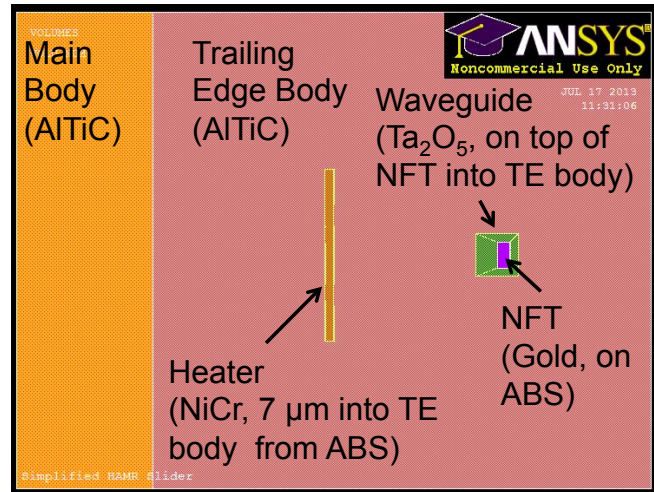 VOLUMES
Main
Body
(AlTiC)
Trailing
Edge Body
(AlTiC)
ANSYS
Noncommercial Use Only
JUL 17 2013
11:31:06
Waveguide
(Ta₂O₅, on top of
NFT into TE body)
NFT
(Gold, on
ABS)
Heater
(NiCr, 7 µm into TE
body from ABS)
Simplified HAMR Slider